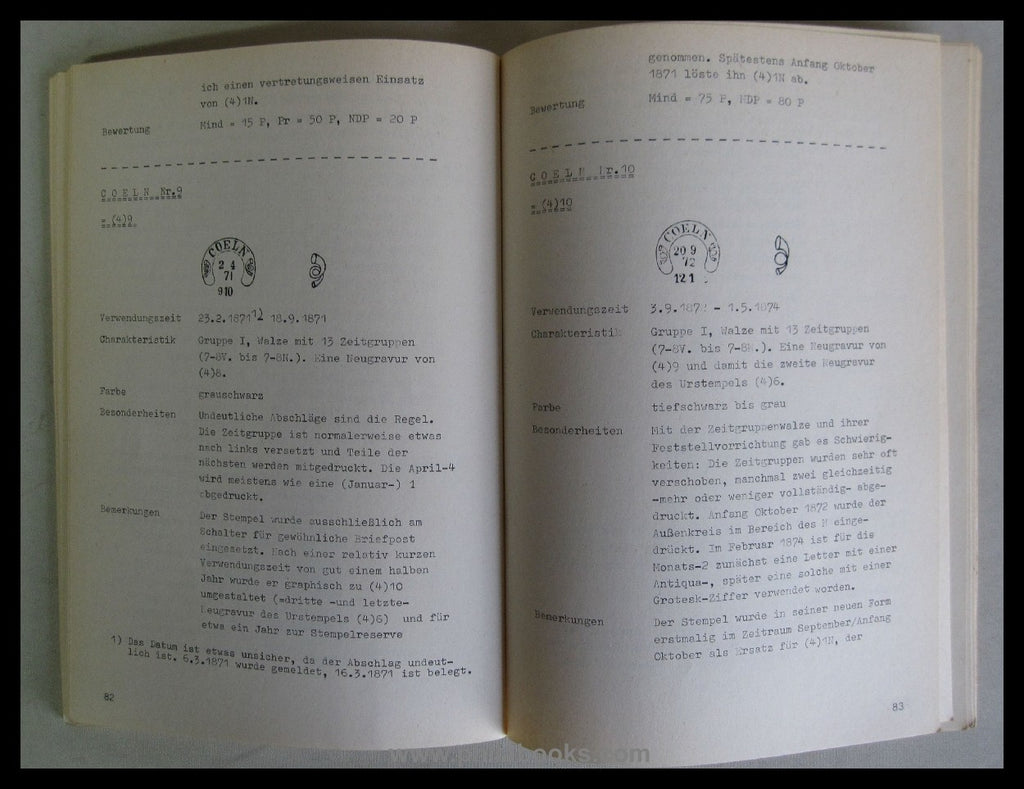 ich einen vertretungsweisen Einsatz
von (4)1N.
Bewertung Mind = 15 P, Pr = 50 P, NDP = 20 P
COELN Nr.9
= (4)9
COELN
2 4
71
9 10
Verwendungszeit 23.2.1871 1) 18.9.1871
Charakteristik Gruppe I, Walze mit 13 Zeitgruppen
(7-8V. bis 7-8N.). Eine Neugravur von
(4)8.
Farbe grauschwarz
Besonderheiten Undeutliche Abschläge sind die Regel.
Die Zeitgruppe ist normalerweise etwas
nach links versetzt und Teile der
nächsten werden mitgedruckt. Die April-4
wird meistens wie eine (Januar-) 1
abgedruckt.
Bemerkungen Der Stempel wurde ausschließlich am
Schalter für gewöhnliche Briefpost
eingesetzt. Nach einer relativ kurzen
Verwendungszeit von gut einem halben
Jahr wurde er graphisch zu (4)10
umgestaltet (=dritte -und letzte-
Neugravur des Urstempels (4)6) und für
etwa ein Jahr zur Stempelreserve
1) Das Datum ist etwas unsicher, da der Abschlag undeut-
lich ist. 6.3.1871 wurde gemeldet, 16.3.1871 ist belegt.
82
genommen. Spätestens Anfang Oktober
1871 löste ihn (4)1N ab.
Bewertung Mind = 75 P, NDP = 80 P
COELN Nr.10
= (4)10
COELN
20 9
72
12 1
Verwendungszeit 3.9.1872 - 1.5.1874
Charakteristik Gruppe I, Walze mit 13 Zeitgruppen
(7-8V. bis 7-8N.). Eine Neugravur von
(4)9 und damit die zweite Neugravur
des Urstempels (4)6.
Farbe tiefschwarz bis grau
Besonderheiten Mit der Zeitgruppenwalze und ihrer
Feststellvorrichtung gab es Schwierig-
keiten: Die Zeitgruppen wurden sehr oft
verschoben, manchmal zwei gleichzeitig
-mehr oder weniger vollständig- abge-
druckt. Anfang Oktober 1872 wurde der
Außenkreis im Bereich des N einge-
drückt. Im Februar 1874 ist für die
Monats-2 zunächst eine Letter mit einer
Antiqua-, später eine solche mit einer
Grotesk-Ziffer verwendet worden.
Bemerkungen Der Stempel wurde in seiner neuen Form
erstmalig im Zeitraum September/Anfang
Oktober als Ersatz für (4)1N, der
83